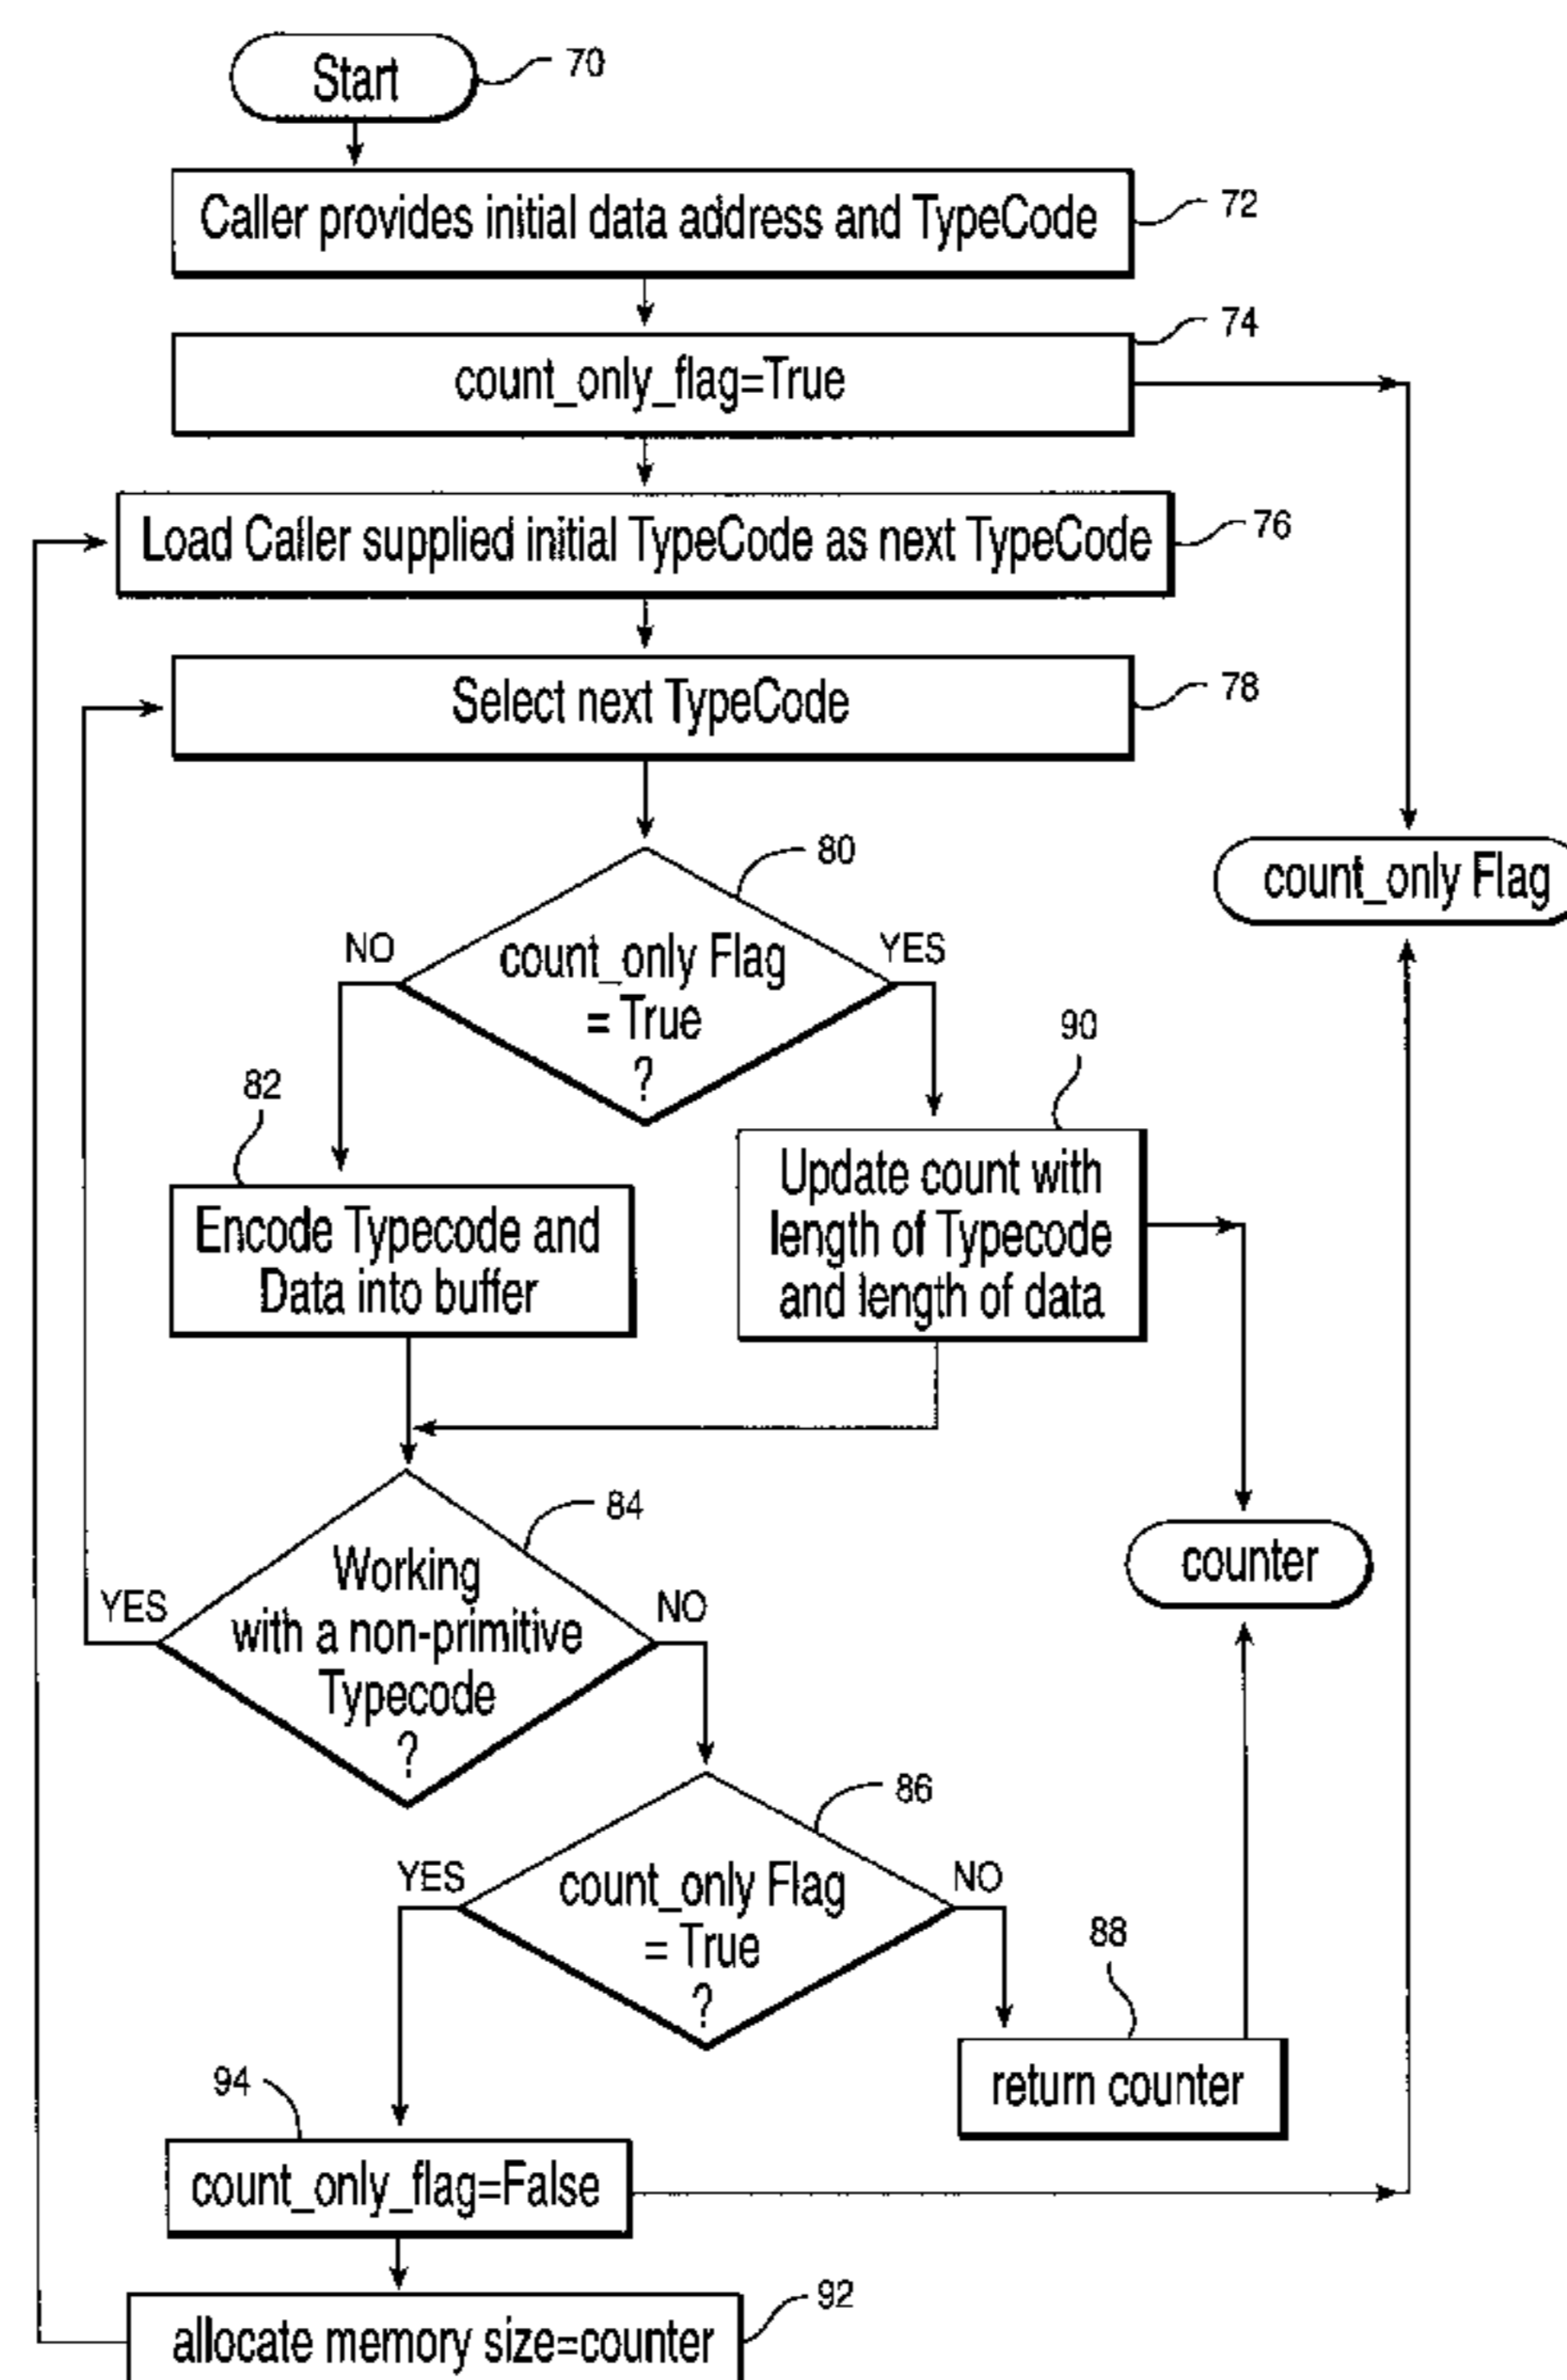 Start
70
Caller provides initial data address and TypeCode
72
74
count_only_flag=True
Load Caller supplied initial TypeCode as next TypeCode
76
Select next TypeCode
78
80
count_only Flag
NO
count_only Flag
= True
?
YES
90
82
Update count with
length of Typecode
and length of data
Encode Typecode and
Data into buffer
84
counter
Working
with a non-primitive
Typecode
?
YES
NO
86
YES
count_only Flag
= True
?
NO
88
return counter
94
count_only_flag=False
92
allocate memory size=counter